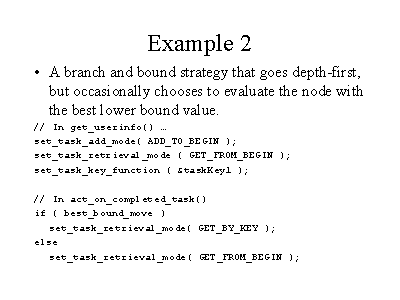 Example 2
• A branch and bound strategy that goes depth-first,
but occasionally chooses to evaluate the node with
the best lower bound value.
// In get_userinfo() …
set_task_add_mode( ADD_TO_BEGIN );
set_task_retrieval_mode ( GET_FROM_BEGIN );
set_task_key_function ( &taskKey1 );
// In act_on_completed_task()
if ( best_bound_move )
set_task_retrieval_mode( GET_BY_KEY );
else
set_task_retrieval_mode( GET_FROM_BEGIN );